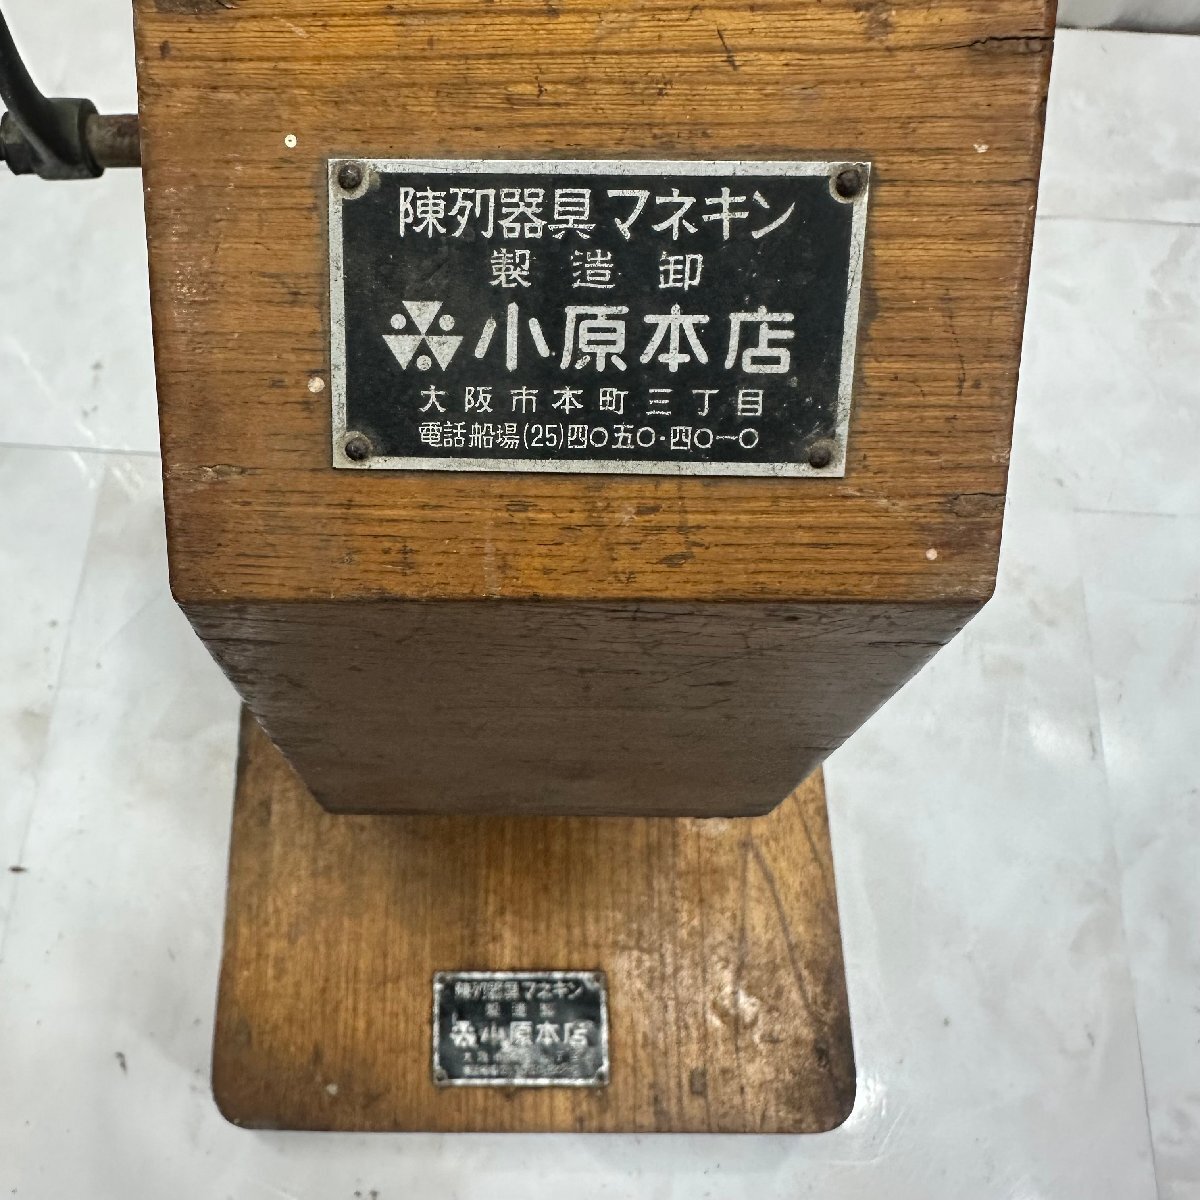 陳列器具マネキン
製造卸
小原本店
大阪市本町三丁目
電話船場(25)四〇五〇・四〇一〇
陳列器具マネキン
小原本店